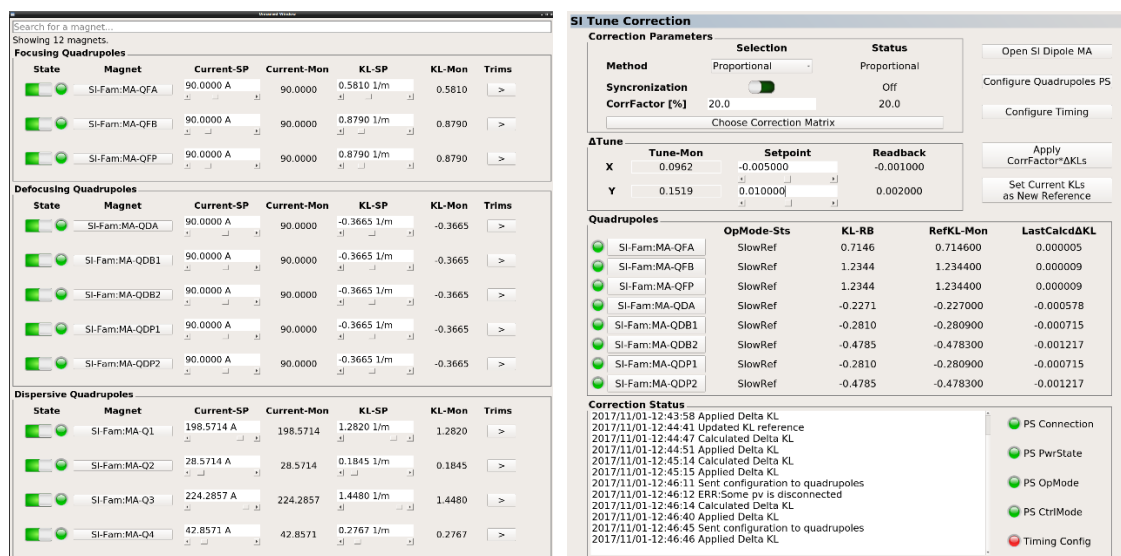 Unnamed Window
Search for a magnet...
Showing 12 magnets.
Focusing Quadrupoles
State Magnet Current-SP Current-Mon KL-SP KL-Mon Trims
SI-Fam:MA-QFA 90.0000 A 90.0000 0.5810 1/m 0.5810 >
SI-Fam:MA-QFB 90.0000 A 90.0000 0.8790 1/m 0.8790 >
SI-Fam:MA-QFP 90.0000 A 90.0000 0.8790 1/m 0.8790 >
Defocusing Quadrupoles
State Magnet Current-SP Current-Mon KL-SP KL-Mon Trims
SI-Fam:MA-QDA 90.0000 A 90.0000 -0.3665 1/m -0.3665 >
SI-Fam:MA-QDB1 90.0000 A 90.0000 -0.3665 1/m -0.3665 >
SI-Fam:MA-QDB2 90.0000 A 90.0000 -0.3665 1/m -0.3665 >
SI-Fam:MA-QDP1 90.0000 A 90.0000 -0.3665 1/m -0.3665 >
SI-Fam:MA-QDP2 90.0000 A 90.0000 -0.3665 1/m -0.3665 >
Dispersive Quadrupoles
State Magnet Current-SP Current-Mon KL-SP KL-Mon Trims
SI-Fam:MA-Q1 198.5714 A 198.5714 1.2820 1/m 1.2820 >
SI-Fam:MA-Q2 28.5714 A 28.5714 0.1845 1/m 0.1845 >
SI-Fam:MA-Q3 224.2857 A 224.2857 1.4480 1/m 1.4480 >
SI-Fam:MA-Q4 42.8571 A 42.8571 0.2767 1/m 0.2767 >
SI Tune Correction
Correction Parameters
Selection Status
Method Proportional Proportional
Syncronization Off
CorrFactor [%] 20.0 20.0
Choose Correction Matrix
Open SI Dipole MA
Configure Quadrupoles PS
Configure Timing
ΔTune
Tune-Mon Setpoint Readback
X 0.0962 -0.005000 -0.001000
Y 0.1519 0.010000 0.002000
Apply
CorrFactor*ΔKLs
Set Current KLs
as New Reference
Quadrupoles
OpMode-Sts KL-RB RefKL-Mon LastCalcdΔKL
SI-Fam:MA-QFA SlowRef 0.7146 0.714600 0.000005
SI-Fam:MA-QFB SlowRef 1.2344 1.234400 0.000009
SI-Fam:MA-QFP SlowRef 1.2344 1.234400 0.000009
SI-Fam:MA-QDA SlowRef -0.2271 -0.227000 -0.000578
SI-Fam:MA-QDB1 SlowRef -0.2810 -0.280900 -0.000715
SI-Fam:MA-QDB2 SlowRef -0.4785 -0.478300 -0.001217
SI-Fam:MA-QDP1 SlowRef -0.2810 -0.280900 -0.000715
SI-Fam:MA-QDP2 SlowRef -0.4785 -0.478300 -0.001217
Correction Status
2017/11/01-12:43:58 Applied Delta KL
2017/11/01-12:44:41 Updated KL reference
2017/11/01-12:44:47 Calculated Delta KL
2017/11/01-12:44:51 Applied Delta KL
2017/11/01-12:45:14 Calculated Delta KL
2017/11/01-12:45:15 Applied Delta KL
2017/11/01-12:46:11 Sent configuration to quadrupoles
2017/11/01-12:46:12 ERR:Some pv is disconnected
2017/11/01-12:46:14 Calculated Delta KL
2017/11/01-12:46:40 Applied Delta KL
2017/11/01-12:46:45 Sent configuration to quadrupoles
2017/11/01-12:46:46 Applied Delta KL
PS Connection
PS PwrState
PS OpMode
PS CtrlMode
Timing Config